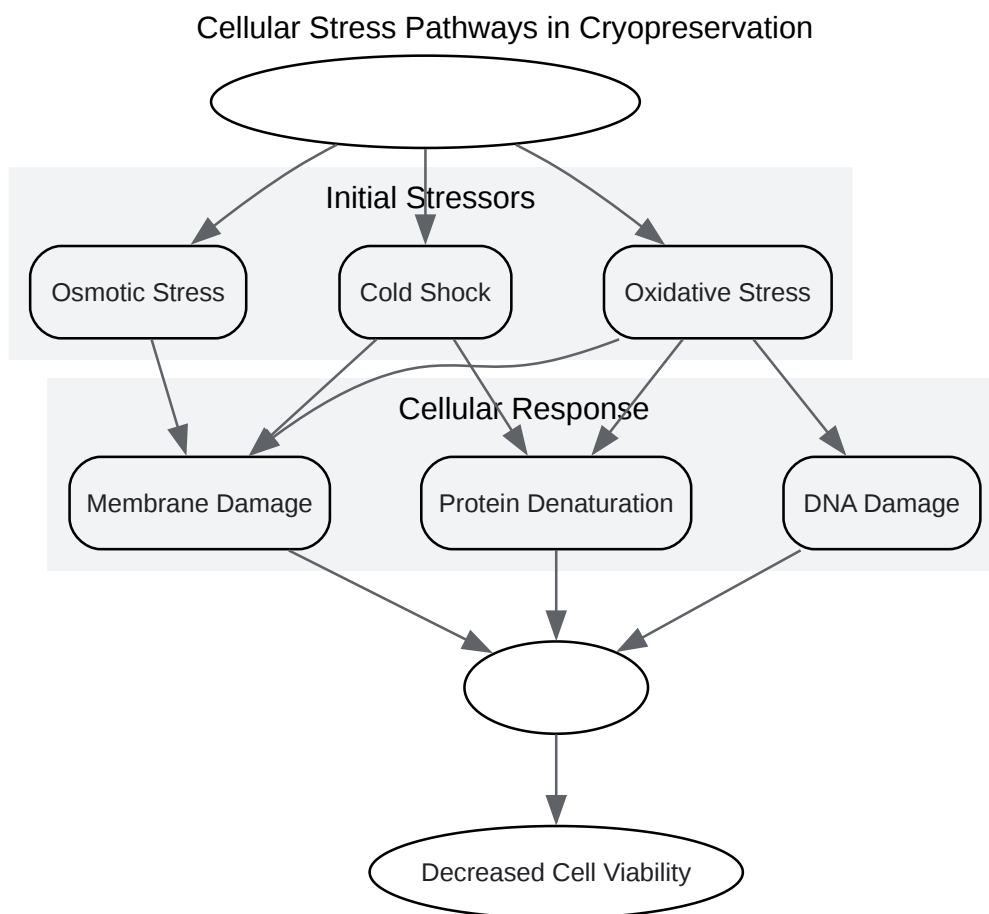 Cellular Stress Pathways in Cryopreservation
Initial Stressors
Osmotic Stress
Cold Shock
Oxidative Stress
Cellular Response
Membrane Damage
Protein Denaturation
DNA Damage
Decreased Cell Viability